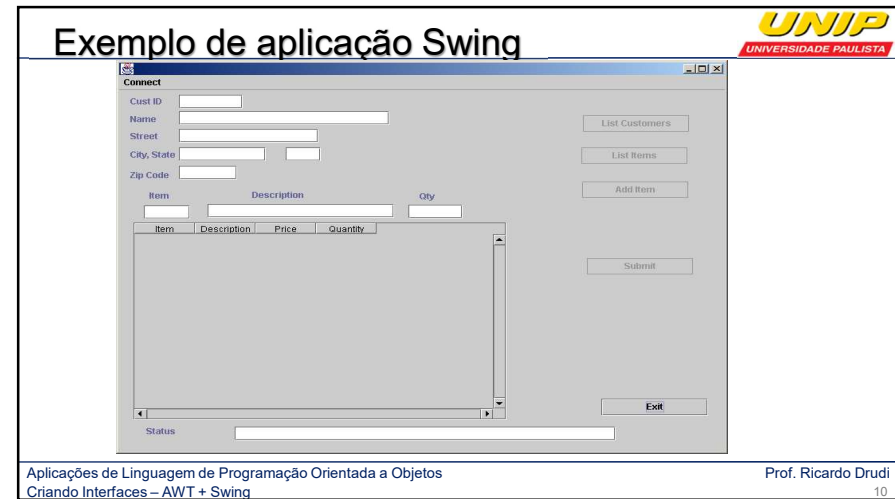 Exemplo de aplicação Swing
UNIP
UNIVERSIDADE PAULISTA
Connect
Cust ID
Name
List Customers
Street
City, State
List Items
Zip Code
Add Item
Item Description Qty
Item Description Price Quantity
Submit
Exit
Status
Aplicações de Linguagem de Programação Orientada a Objetos
Prof. Ricardo Drudi
Criando Interfaces – AWT + Swing
10